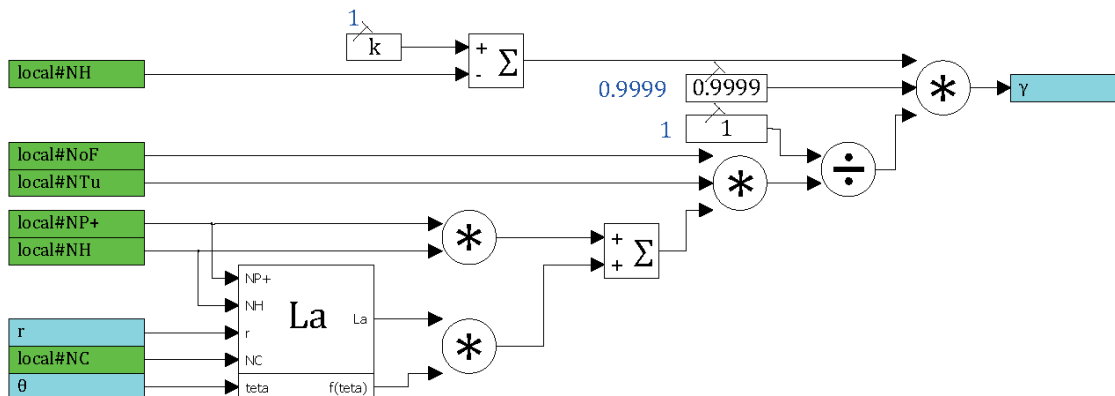 1
k
+
-
Σ
local#NH
0.9999
0.9999
*
γ
1
1
local#NoF
local#NTu
*
÷
local#NP+
local#NH
*
+
+
Σ
NP+
NH
La
La
r
r
local#NC
NC
*
θ
teta
f(teta)